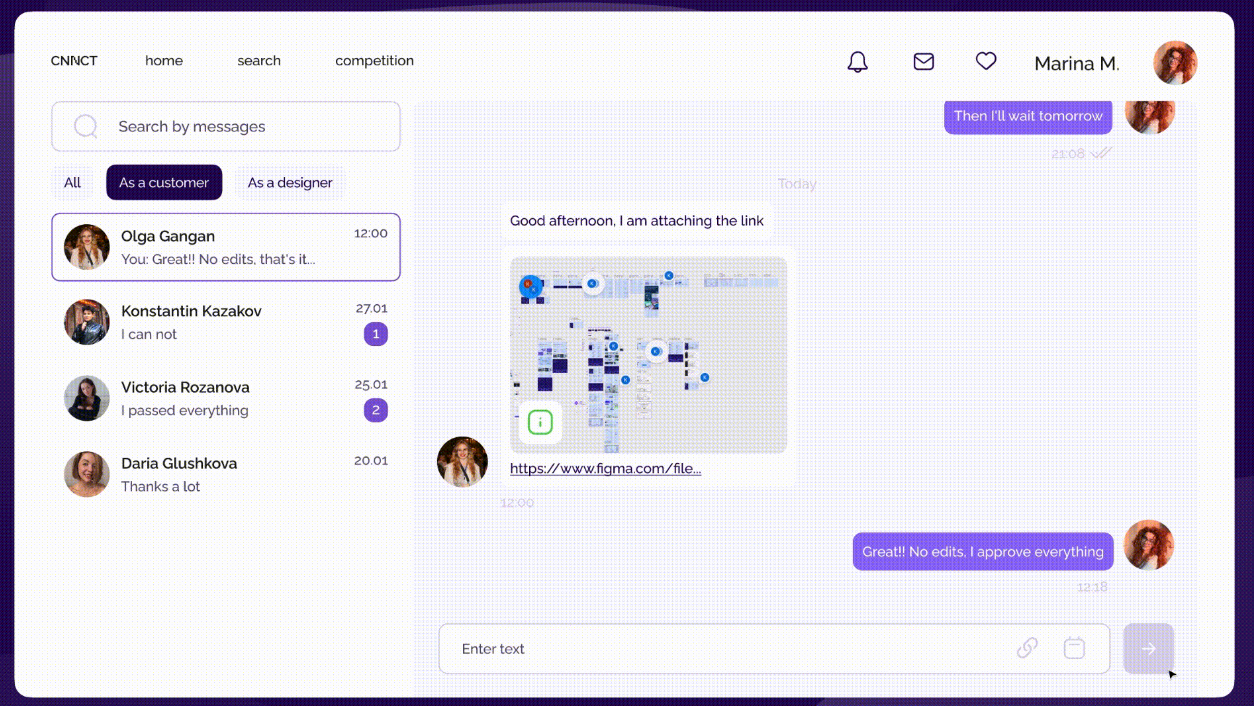 CNNCT home search competition Marina M.
Search by messages
All As a customer As a designer
Olga Gangan 12:00
You: Great!! No edits, that's it...
Konstantin Kazakov 27.01
I can not 1
Victoria Rozanova 25.01
I passed everything 2
Daria Glushkova 20.01
Thanks a lot
Then I'll wait tomorrow
21:08
Today
Good afternoon, I am attaching the link
https://www.figma.com/file...
12:00
Great!! No edits, I approve everything
12:18
Enter text